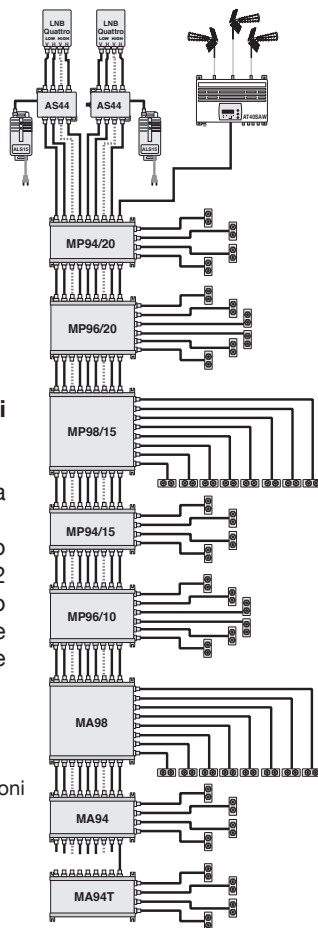 LNB
Quattro
LOW HIGH
V H V H
LNB
Quattro
LOW HIGH
V H V H
AS44
AS44
ALS15
ALS15
AT40SAW
MP94/20
MP96/20
MP98/15
i
a
MP94/15
o
2
o
e
e
MP96/10
MA98
oni
MA94
MA94T